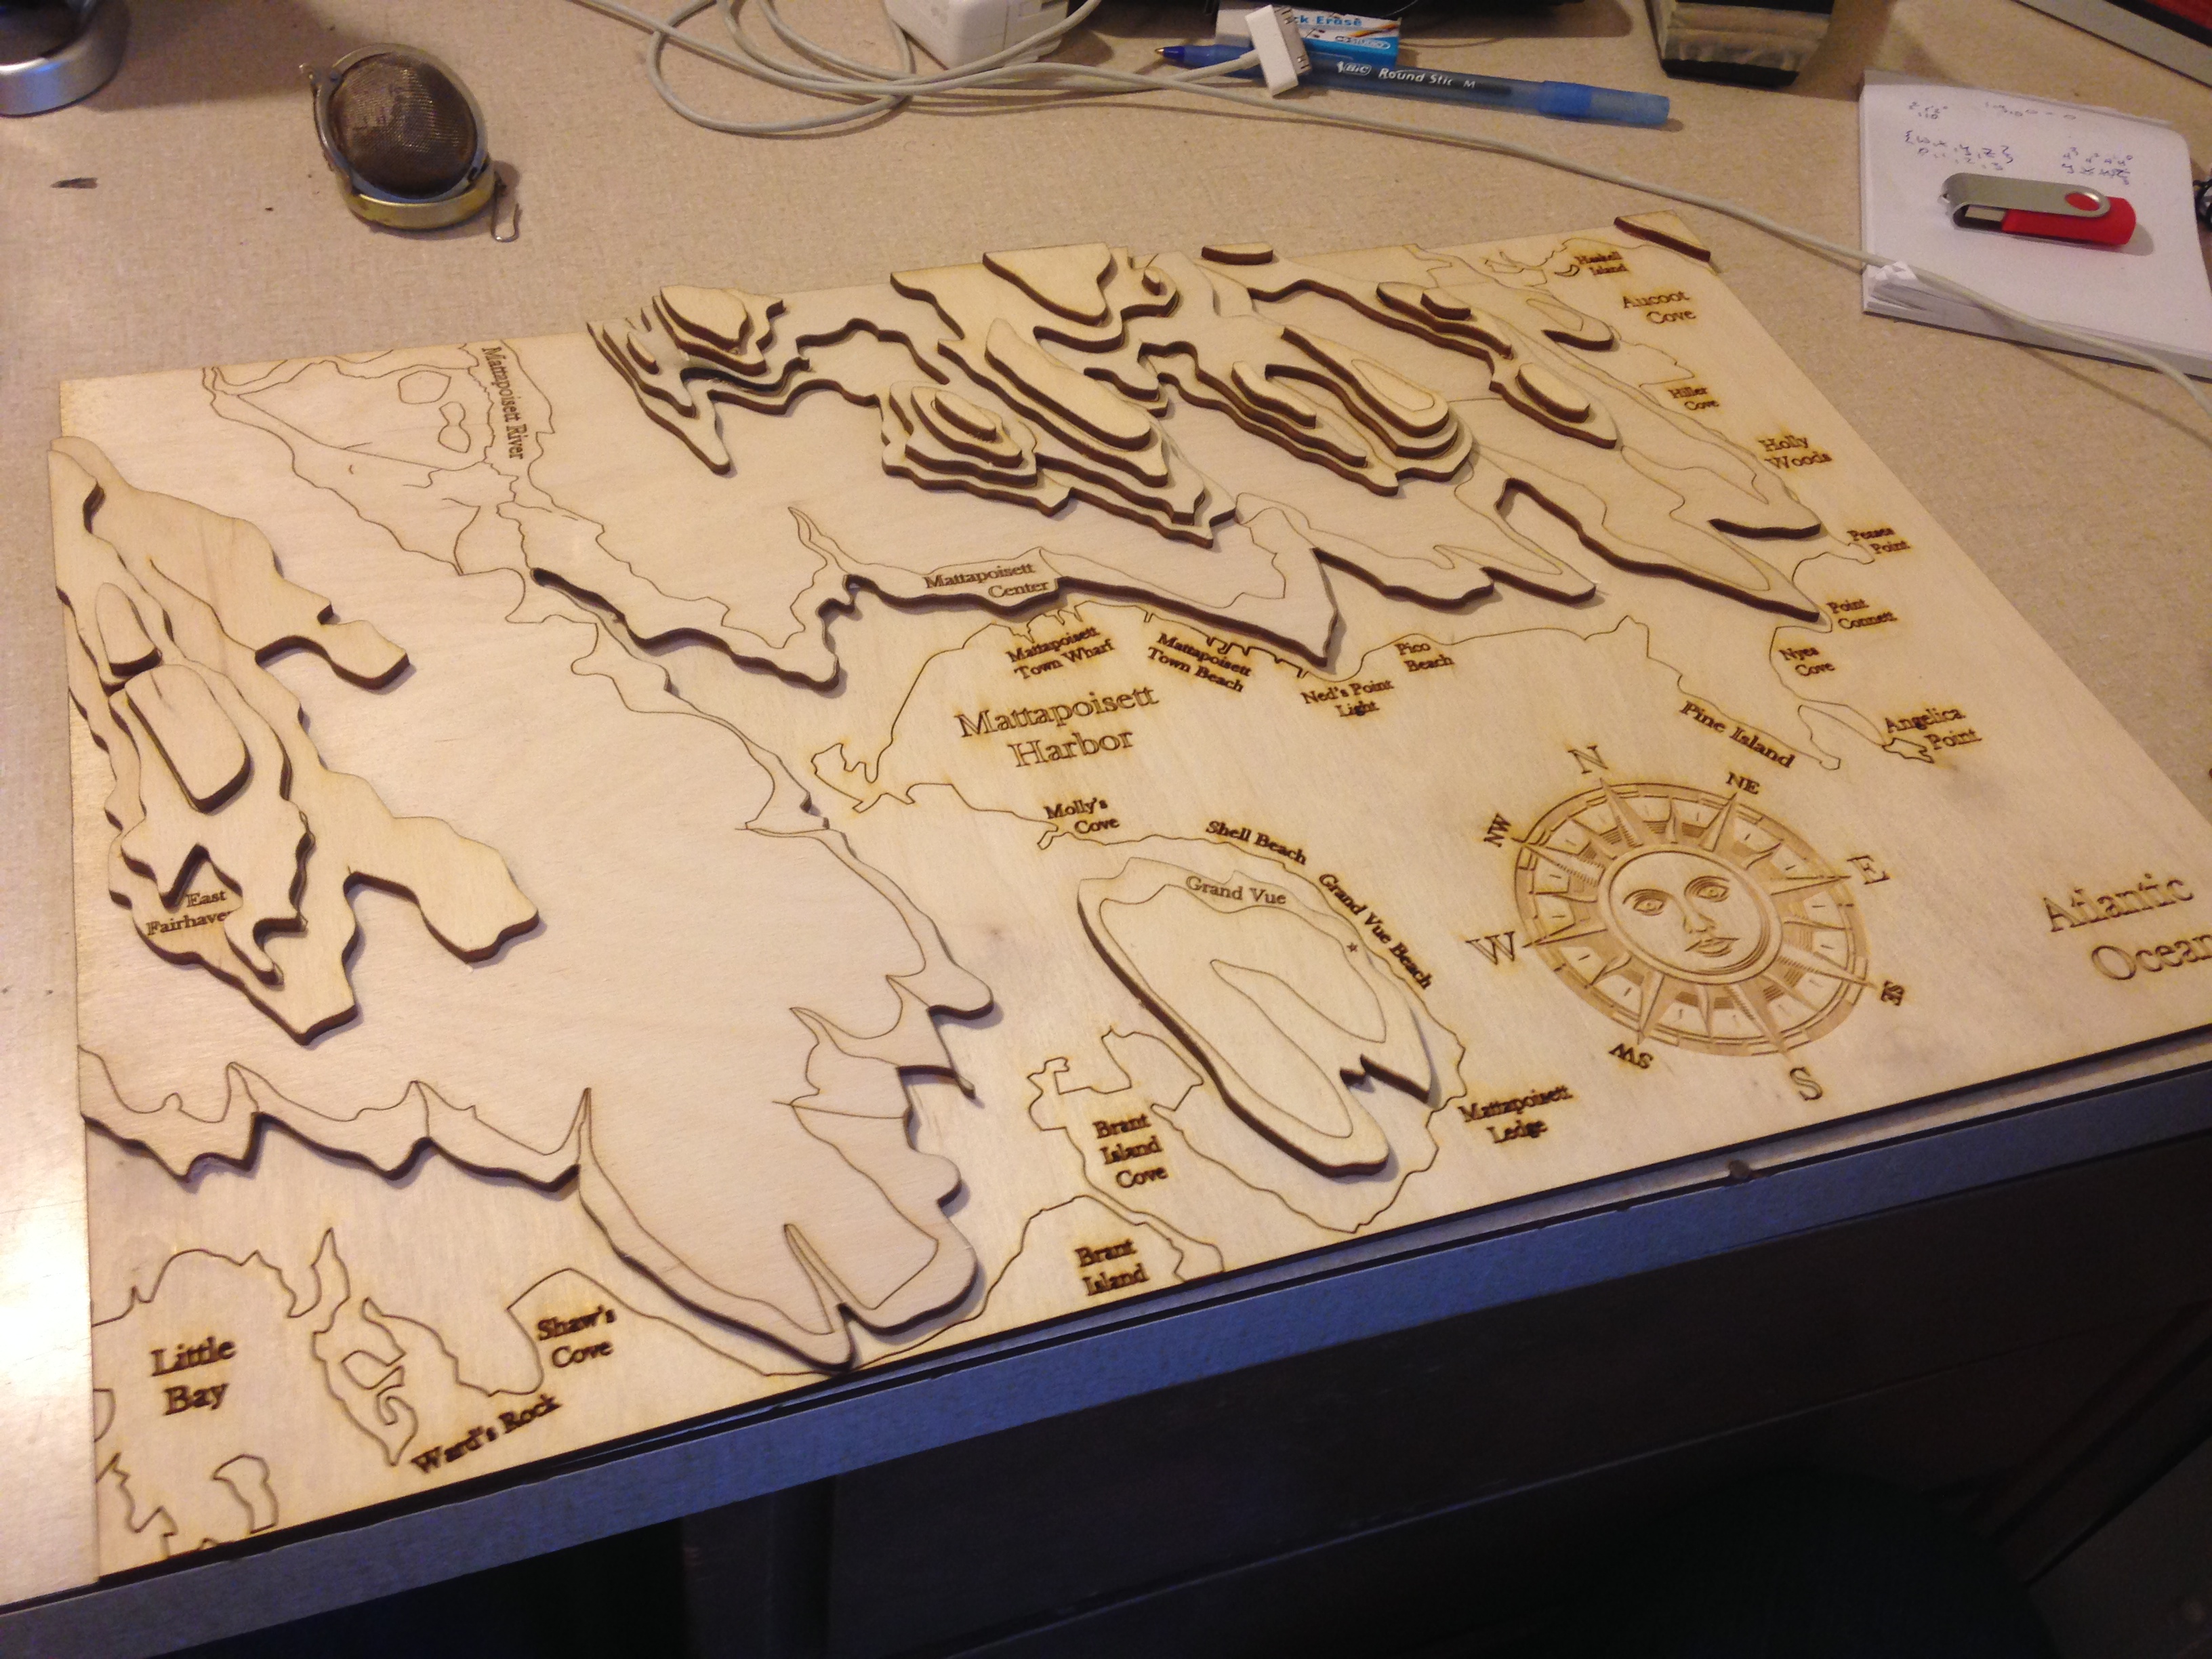 ck Erase
BIC Round Stic M
Haskell
Island
Aucoot
Cove
Mattapoisett River
Hiller
Cove
Holly
Woods
Peases
Point
Mattapoisett
Center
Point
Connett
Mattapoisett
Town Wharf
Mattapoisett
Town Beach
Pico
Beach
Nyes
Cove
Ned's Point
Light
Mattapoisett
Harbor
Pine Island
Angelica
Point
N
NE
NW
E
W
SE
SW
S
Molly's
Cove
Shell Beach
Grand Vue
Grand Vue Beach
East
Fairhaven
Atlantic
Ocean
Brant
Island
Cove
Mattapoisett
Ledge
Brant
Island
Little
Bay
Shaw's
Cove
Ward's Rock